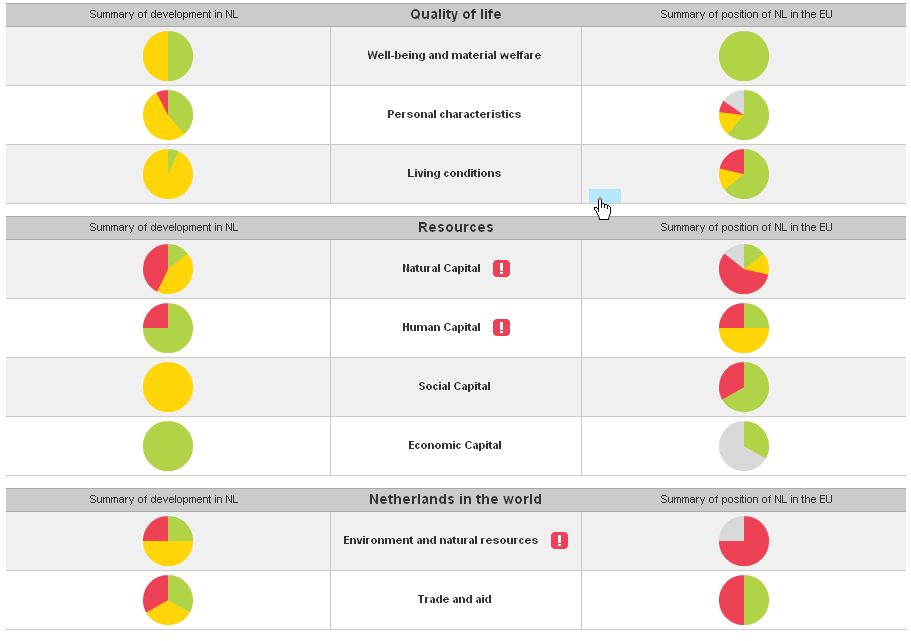 Summary of development in NL Quality of life Summary of position of NL in the EU
Well-being and material welfare
Personal characteristics
Living conditions
Summary of development in NL Resources Summary of position of NL in the EU
Natural Capital !
Human Capital !
Social Capital
Economic Capital
Summary of development in NL Netherlands in the world Summary of position of NL in the EU
Environment and natural resources !
Trade and aid